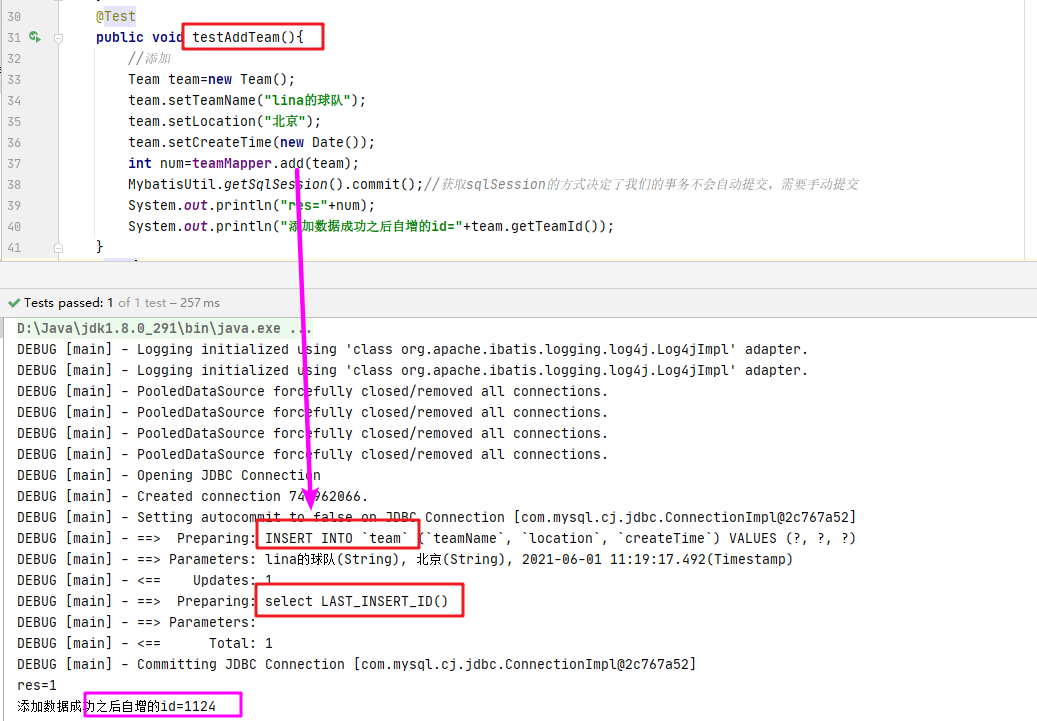 30 @Test
31 public void testAddTeam(){
32 //添加
33 Team team=new Team();
34 team.setTeamName("lina的球队");
35 team.setLocation("北京");
36 team.setCreateTime(new Date());
37 int num=teamMapper.add(team);
38 MybatisUtil.getSqlSession().commit();//获取sqlSession的方式决定了我们的事务不会自动提交，需要手动提交
39 System.out.println("res="+num);
40 System.out.println("添加数据成功之后自增的id="+team.getTeamId());
41 }
Tests passed: 1 of 1 test – 257 ms
D:\Java\jdk1.8.0_291\bin\java.exe ...
DEBUG [main] - Logging initialized using 'class org.apache.ibatis.logging.log4j.Log4jImpl' adapter.
DEBUG [main] - Logging initialized using 'class org.apache.ibatis.logging.log4j.Log4jImpl' adapter.
DEBUG [main] - PooledDataSource forcefully closed/removed all connections.
DEBUG [main] - PooledDataSource forcefully closed/removed all connections.
DEBUG [main] - PooledDataSource forcefully closed/removed all connections.
DEBUG [main] - PooledDataSource forcefully closed/removed all connections.
DEBUG [main] - Opening JDBC Connection
DEBUG [main] - Created connection
DEBUG [main] - Setting autocommit to false on JDBC Connection [com.mysql.cj.jdbc.ConnectionImpl@2c767a52]
DEBUG [main] - ==>  Preparing: INSERT INTO `team` (`teamName`, `location`, `createTime`) VALUES (?, ?, ?)
DEBUG [main] - ==> Parameters: lina的球队(String), 北京(String), 2021-06-01 11:19:17.492(Timestamp)
DEBUG [main] - <==    Updates: 1
DEBUG [main] - ==>  Preparing: select LAST_INSERT_ID()
DEBUG [main] - ==> Parameters:
DEBUG [main] - <==      Total: 1
DEBUG [main] - Committing JDBC Connection [com.mysql.cj.jdbc.ConnectionImpl@2c767a52]
res=1
添加数据成功之后自增的id=1124